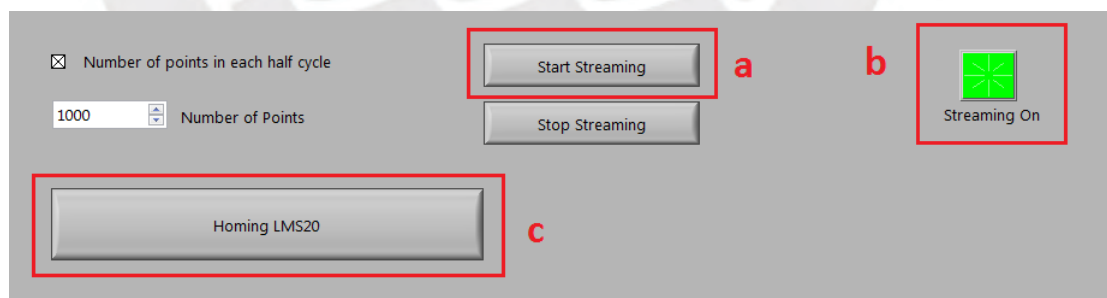 Number of points in each half cycle
Start Streaming
a
b
1000
Number of Points
Stop Streaming
Streaming On
Homing LMS20
c